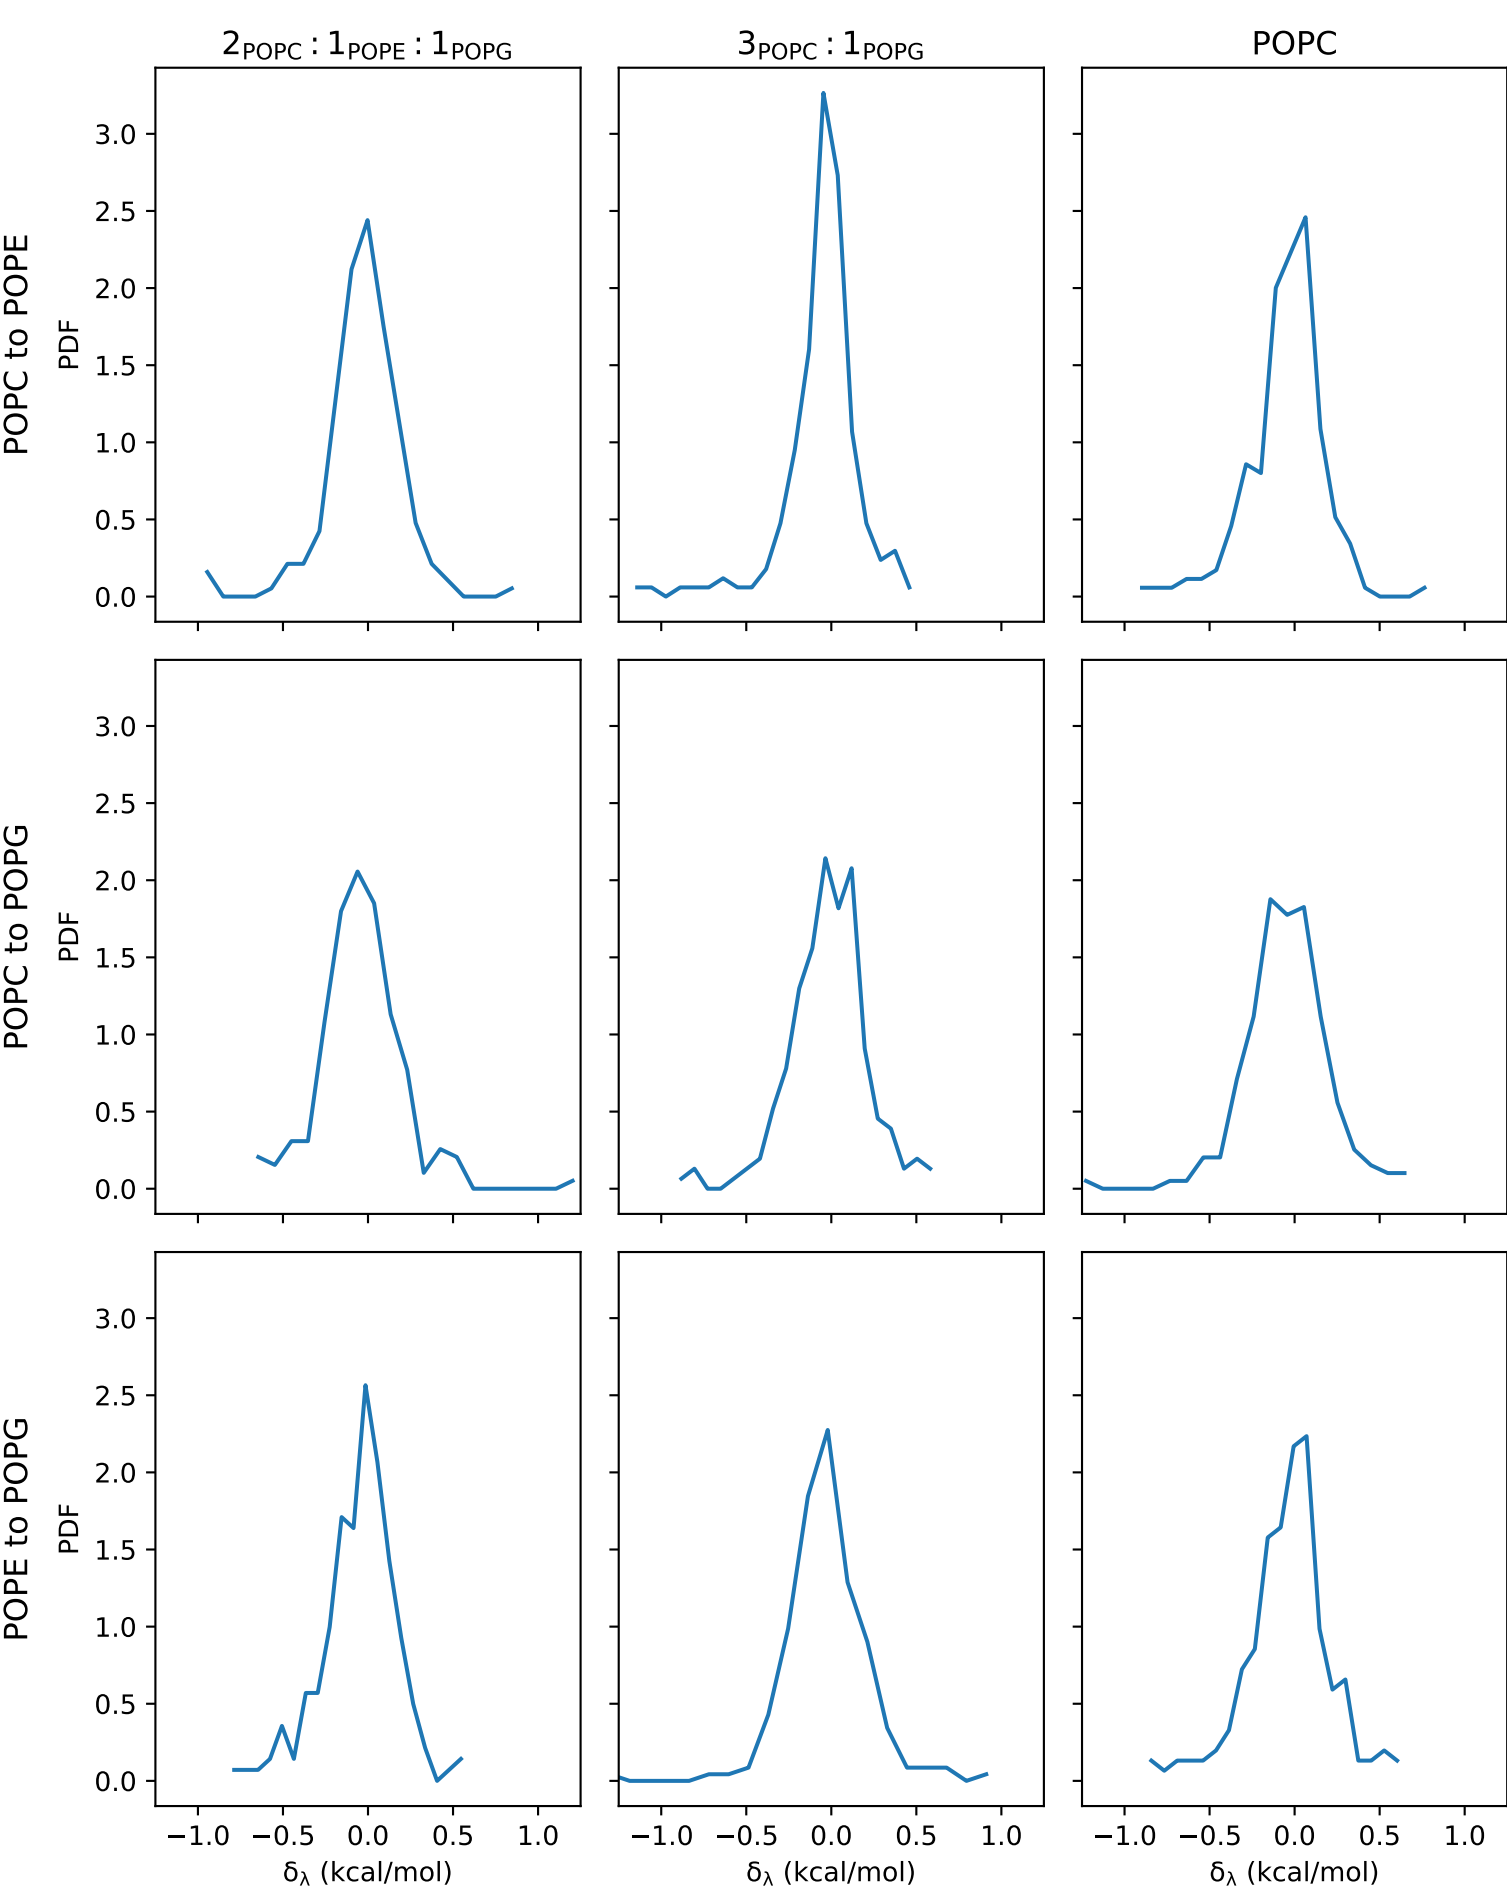 2POPC : 1POPE : 1POPG
3POPC : 1POPG
POPC
POPC to POPE
PDF
3.0
2.5
2.0
1.5
1.0
0.5
0.0
POPC to POPG
PDF
3.0
2.5
2.0
1.5
1.0
0.5
0.0
POPE to POPG
PDF
3.0
2.5
2.0
1.5
1.0
0.5
0.0
−1.0 −0.5 0.0 0.5 1.0
−1.0 −0.5 0.0 0.5 1.0
−1.0 −0.5 0.0 0.5 1.0
δλ (kcal/mol)
δλ (kcal/mol)
δλ (kcal/mol)